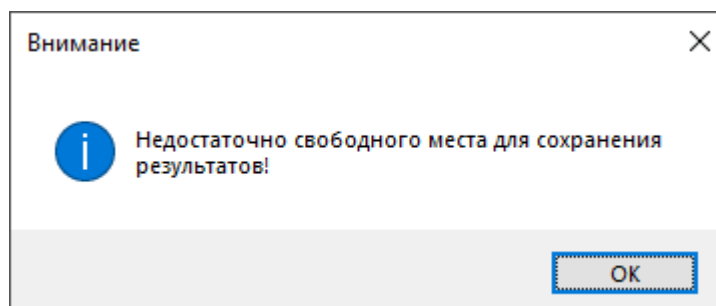 Внимание
Недостаточно свободного места для сохранения
результатов!
OK